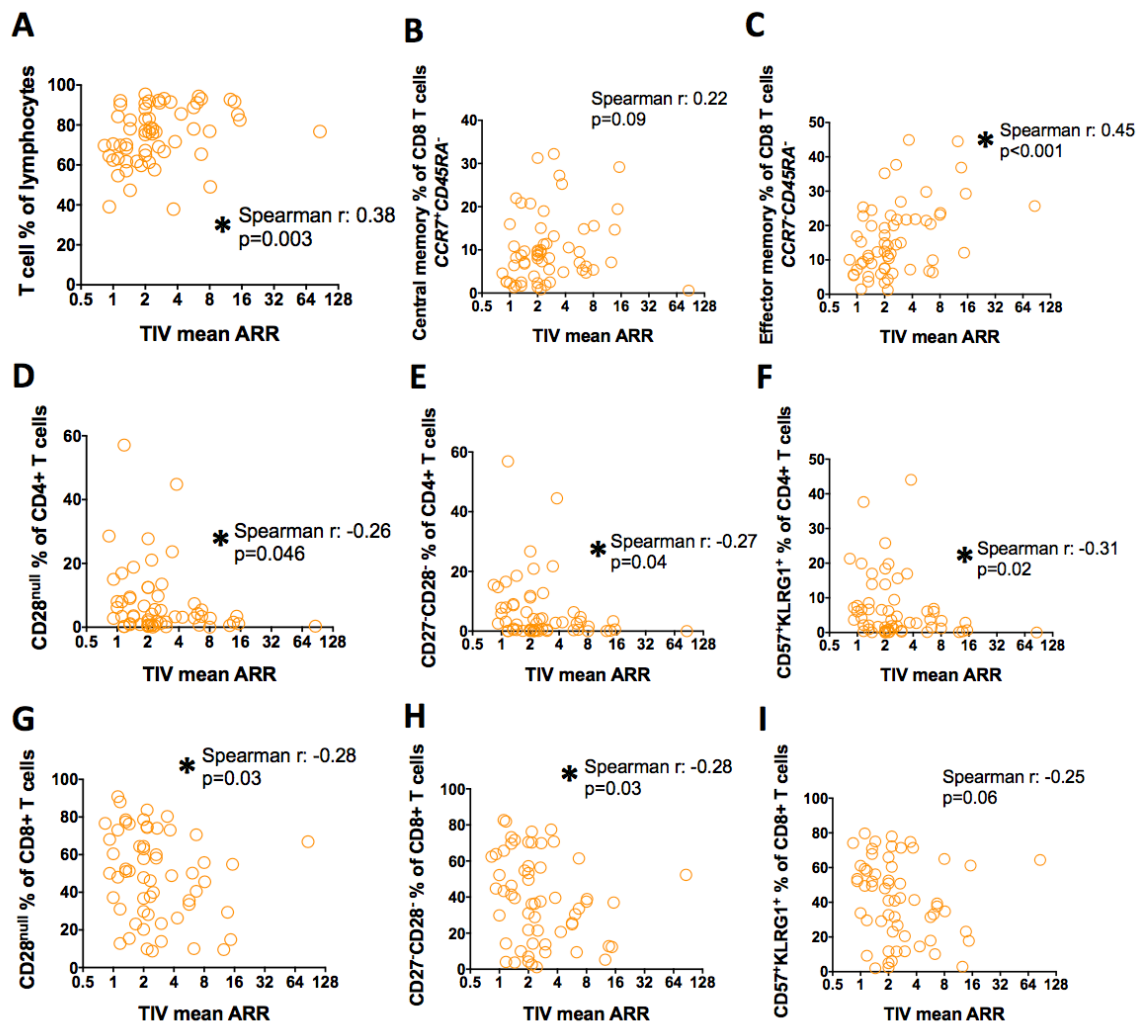 A
T cell % of lymphocytes
100
80
60
40
20
0
0.5 1 2 4 8 16 32 64 128
TIV mean ARR
Spearman r: 0.38
* p=0.003
B
Central memory % of CD8 T cells
CCR7⁺CD45RA⁻
40
30
20
10
0
0.5 1 2 4 8 16 32 64 128
TIV mean ARR
Spearman r: 0.22
p=0.09
C
Effector memory % of CD8 T cells
CCR7⁻CD45RA⁻
50
40
30
20
10
0
0.5 1 2 4 8 16 32 64 128
TIV mean ARR
* Spearman r: 0.45
p<0.001
D
CD28ⁿᵘˡˡ % of CD4+ T cells
60
40
20
0
0.5 1 2 4 8 16 32 64 128
TIV mean ARR
* Spearman r: -0.26
p=0.046
E
CD27⁻CD28⁻ % of CD4+ T cells
60
40
20
0
0.5 1 2 4 8 16 32 64 128
TIV mean ARR
* Spearman r: -0.27
p=0.04
F
CD57⁺KLRG1⁺ % of CD4+ T cells
50
40
30
20
10
0
0.5 1 2 4 8 16 32 64 128
TIV mean ARR
* Spearman r: -0.31
p=0.02
G
CD28ⁿᵘˡˡ % of CD8+ T cells
100
80
60
40
20
0
0.5 1 2 4 8 16 32 64 128
TIV mean ARR
* Spearman r: -0.28
p=0.03
H
CD27⁻CD28⁻ % of CD8+ T cells
100
80
60
40
20
0
0.5 1 2 4 8 16 32 64 128
TIV mean ARR
* Spearman r: -0.28
p=0.03
I
CD57⁺KLRG1⁺ % of CD8+ T cells
100
80
60
40
20
0
0.5 1 2 4 8 16 32 64 128
TIV mean ARR
Spearman r: -0.25
p=0.06